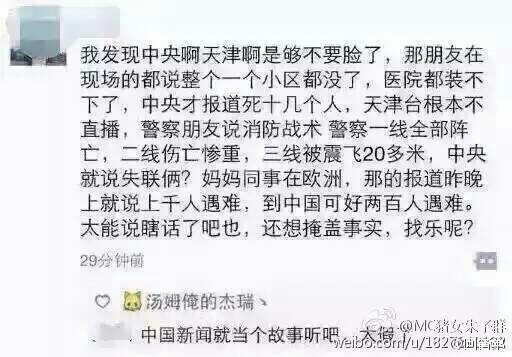 我发现中央啊天津啊是够不要脸了，那朋友在
现场的都说整个一个小区都没了，医院都装不
下了，中央才报道死十几个人，天津台根本不
直播，警察朋友说消防战术 警察一线全部阵
亡，二线伤亡惨重，三线被震飞20多米，中央
就说失联俩？妈妈同事在欧洲，那的报道昨晚
上就说上千人遇难，到中国可好两百人遇难。
太能说瞎话了吧也，还想掩盖事实，找乐呢？
29分钟前
汤姆俺的杰瑞、
中国新闻就当个故事听吧，太假
@MC猪女朱子群
weibo.com/u/182